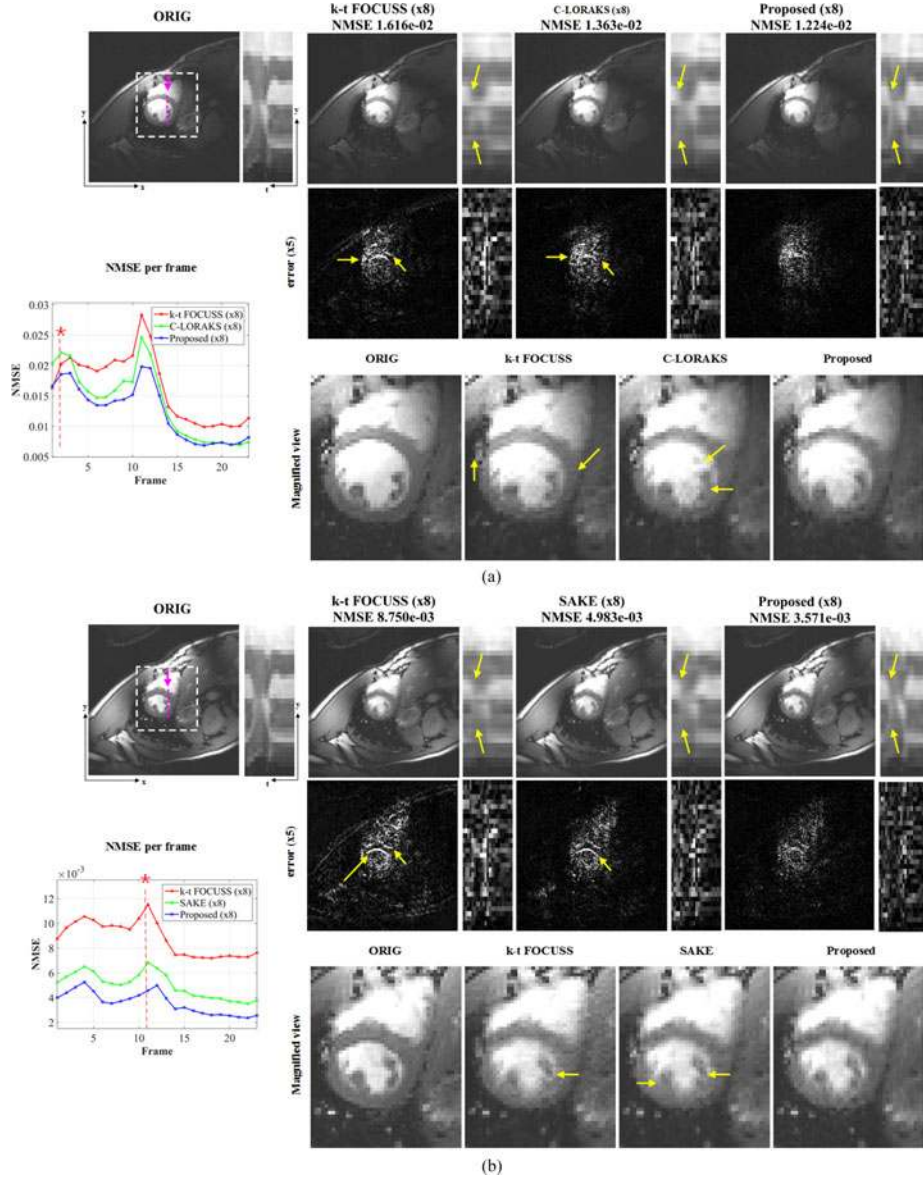 ORIG
k-t FOCUSS (x8)
NMSE 1.616e-02
C-LORAKS (x8)
NMSE 1.363e-02
Proposed (x8)
NMSE 1.224e-02
y
x
t
y
error (x5)
NMSE per frame
0.03
0.025
0.02
0.015
0.01
0.005
NMSE
*
k-t FOCUSS (x8)
C-LORAKS (x8)
Proposed (x8)
5
10
15
20
Frame
ORIG
k-t FOCUSS
C-LORAKS
Proposed
Magnified view
(a)
ORIG
k-t FOCUSS (x8)
NMSE 8.750e-03
SAKE (x8)
NMSE 4.983e-03
Proposed (x8)
NMSE 3.571e-03
y
x
t
y
error (x5)
NMSE per frame
×10⁻³
12
10
8
6
4
2
NMSE
*
k-t FOCUSS (x8)
SAKE (x8)
Proposed (x8)
5
10
15
20
Frame
ORIG
k-t FOCUSS
SAKE
Proposed
Magnified view
(b)